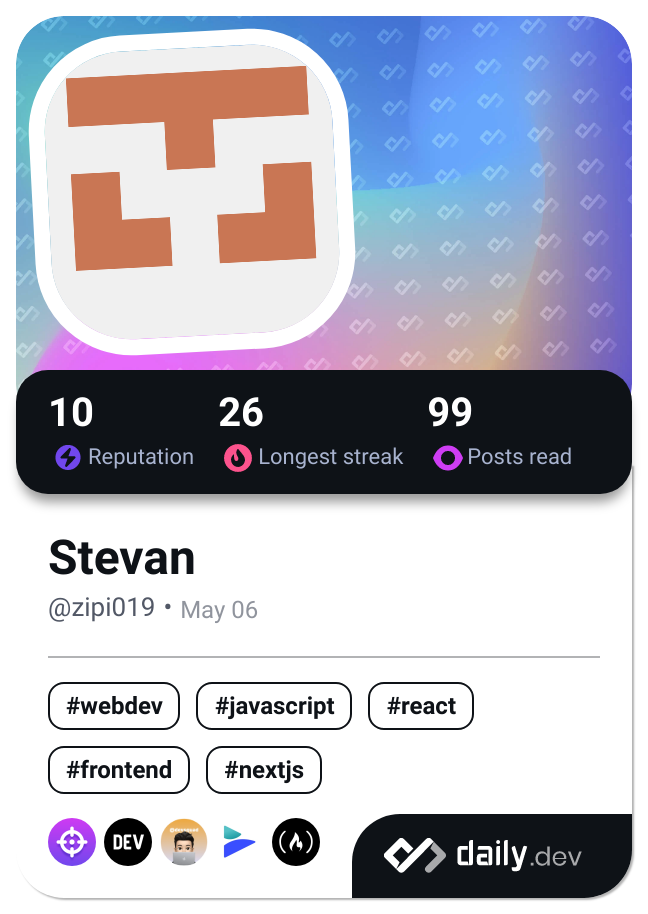 10 26 99
Reputation Longest streak Posts read
Stevan
@zipi019 • May 06
#webdev #javascript #react
#frontend #nextjs
DEV
daily.dev